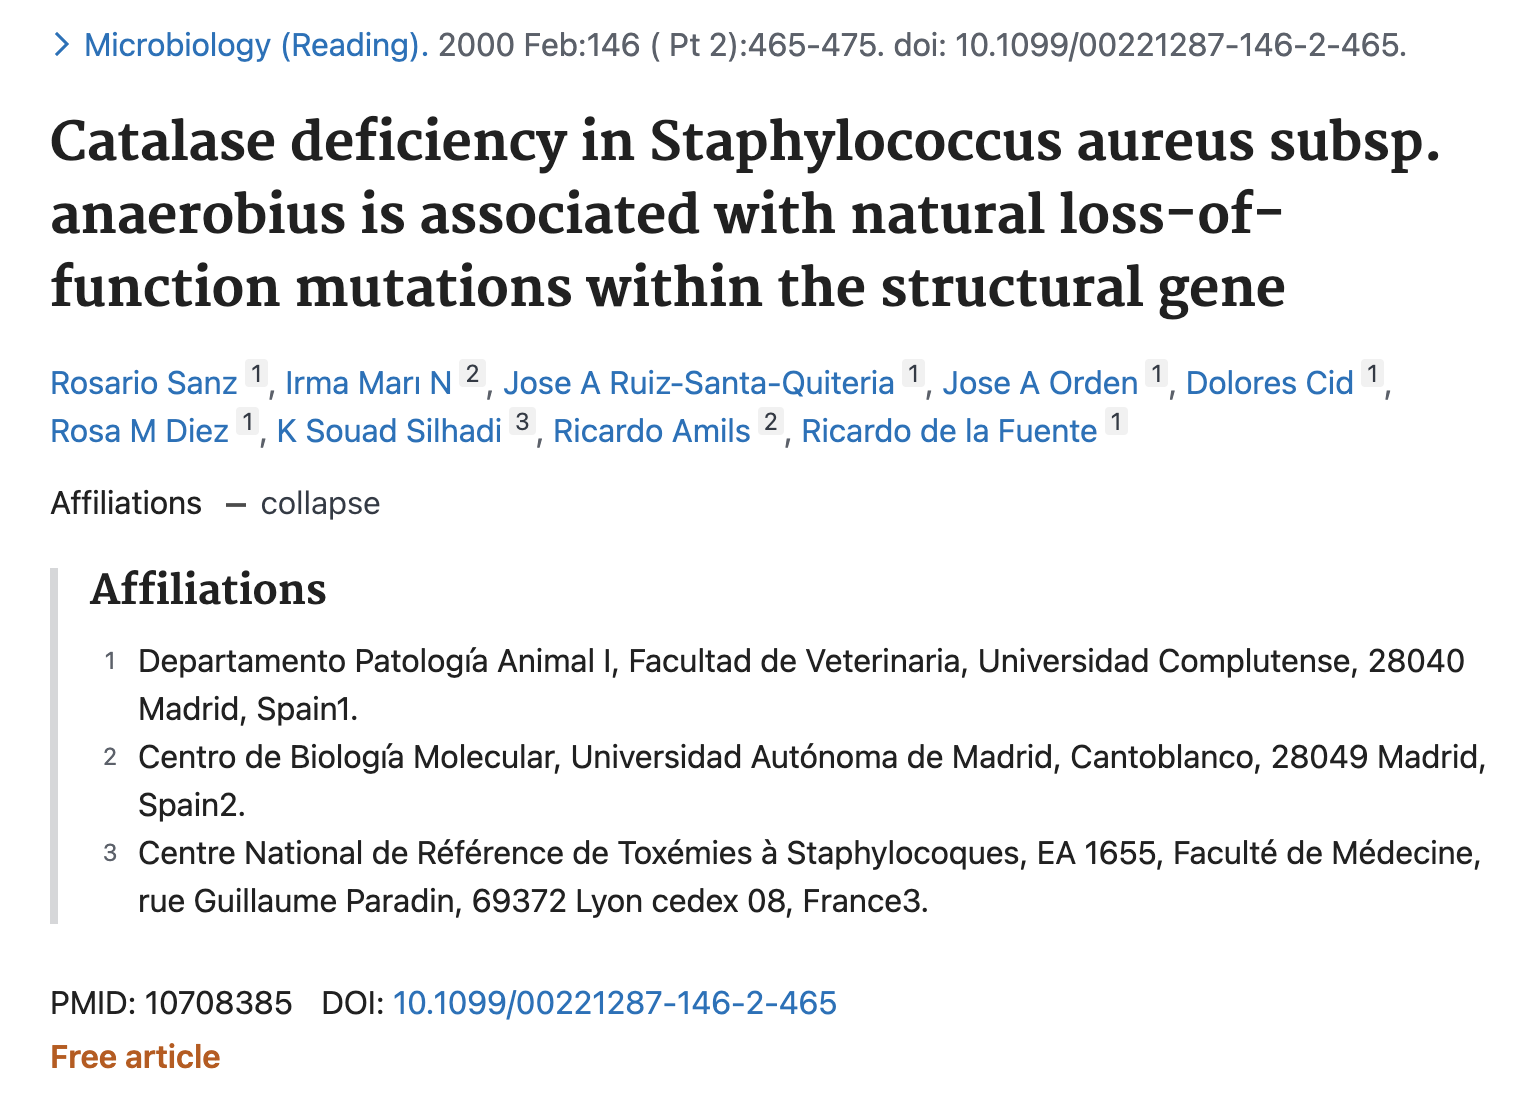 > Microbiology (Reading). 2000 Feb:146 ( Pt 2):465-475. doi: 10.1099/00221287-146-2-465.
Catalase deficiency in Staphylococcus aureus subsp.
anaerobius is associated with natural loss-of-
function mutations within the structural gene
Rosario Sanz 1, Irma Marı N 2, Jose A Ruiz-Santa-Quiteria 1, Jose A Orden 1, Dolores Cid 1,
Rosa M Diez 1, K Souad Silhadi 3, Ricardo Amils 2, Ricardo de la Fuente 1
Affiliations – collapse
Affiliations
1 Departamento Patología Animal I, Facultad de Veterinaria, Universidad Complutense, 28040
Madrid, Spain1.
2 Centro de Biología Molecular, Universidad Autónoma de Madrid, Cantoblanco, 28049 Madrid,
Spain2.
3 Centre National de Référence de Toxémies à Staphylocoques, EA 1655, Faculté de Médecine,
rue Guillaume Paradin, 69372 Lyon cedex 08, France3.
PMID: 10708385 DOI: 10.1099/00221287-146-2-465
Free article